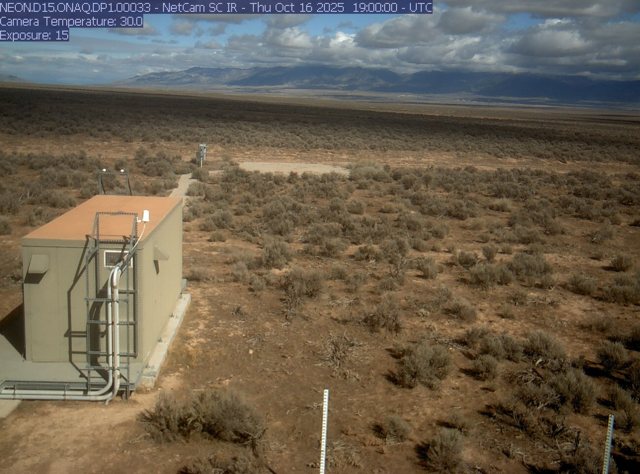 NEON.D15.ONAQ.DP1.00033 - NetCam SC IR - Thu Oct 16 2025 19:00:00 - UTC
Camera Temperature: 30.0
Exposure: 15